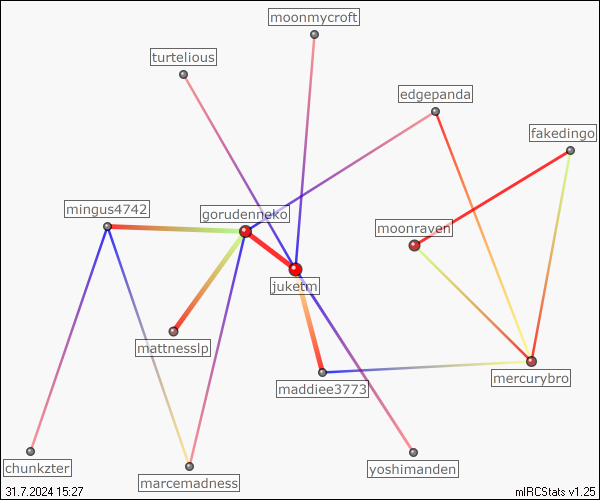 moonmycroft
turtelious
edgepanda
fakedingo
mingus4742
gorudenneko
moonraven
juketm
mattnesslp
maddiee3773
mercurybro
chunkzter
yoshimanden
marcemadness
31.7.2024 15:27
mIRCStats v1.25